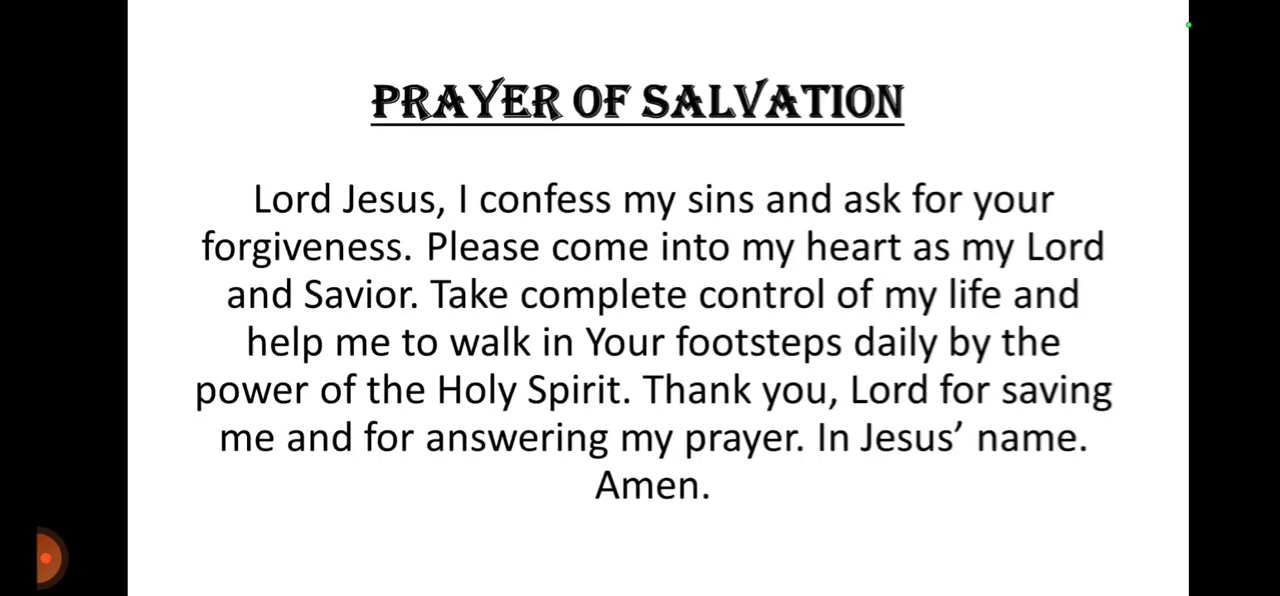 PRAYER OF SALVATION
Lord Jesus, I confess my sins and ask for your
forgiveness. Please come into my heart as my Lord
and Savior. Take complete control of my life and
help me to walk in Your footsteps daily by the
power of the Holy Spirit. Thank you, Lord for saving
me and for answering my prayer. In Jesus’ name.
Amen.